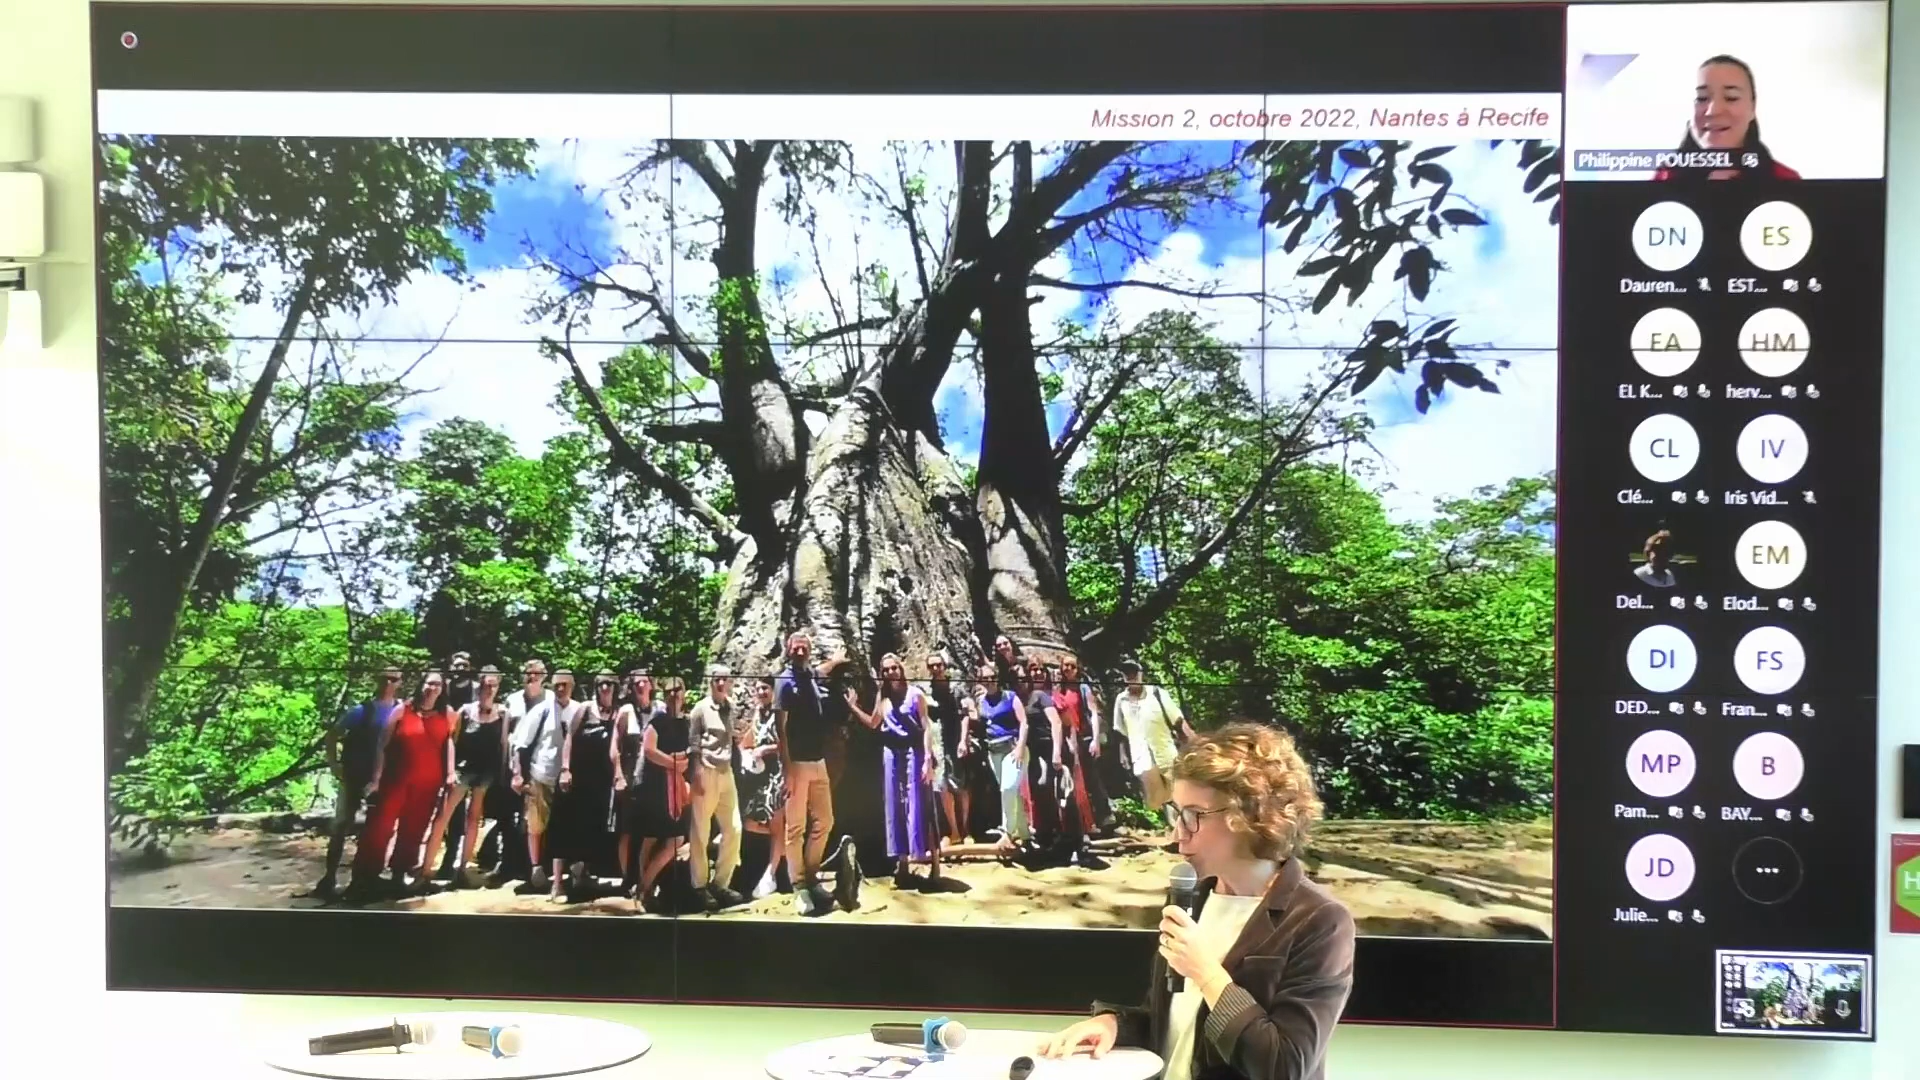 Mission 2, octobre 2022, Nantes à Recife
Philippine POUESSEL
DN
ES
Dauren...
EST...
EA
HM
EL K...
herv...
CL
IV
Clé...
Iris Vid...
EM
Del...
Elod...
DI
FS
DED...
Fran...
MP
B
Pam...
BAY...
JD
...
Julie...
H